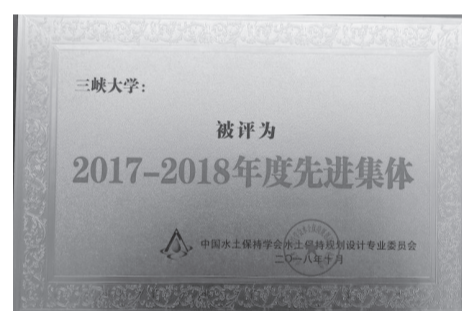 三峡大学：
被评为
2017-2018年度先进集体
中国水土保持学会水土保持规划设计专业委员会
二〇一八年十月